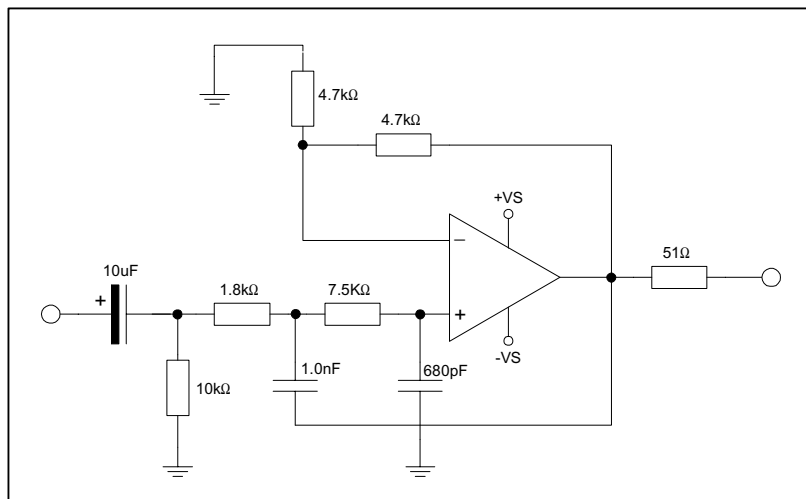 4.7kΩ
4.7kΩ
+VS
−
51Ω
10uF
+
1.8kΩ
7.5KΩ
+
-VS
1.0nF
680pF
10kΩ